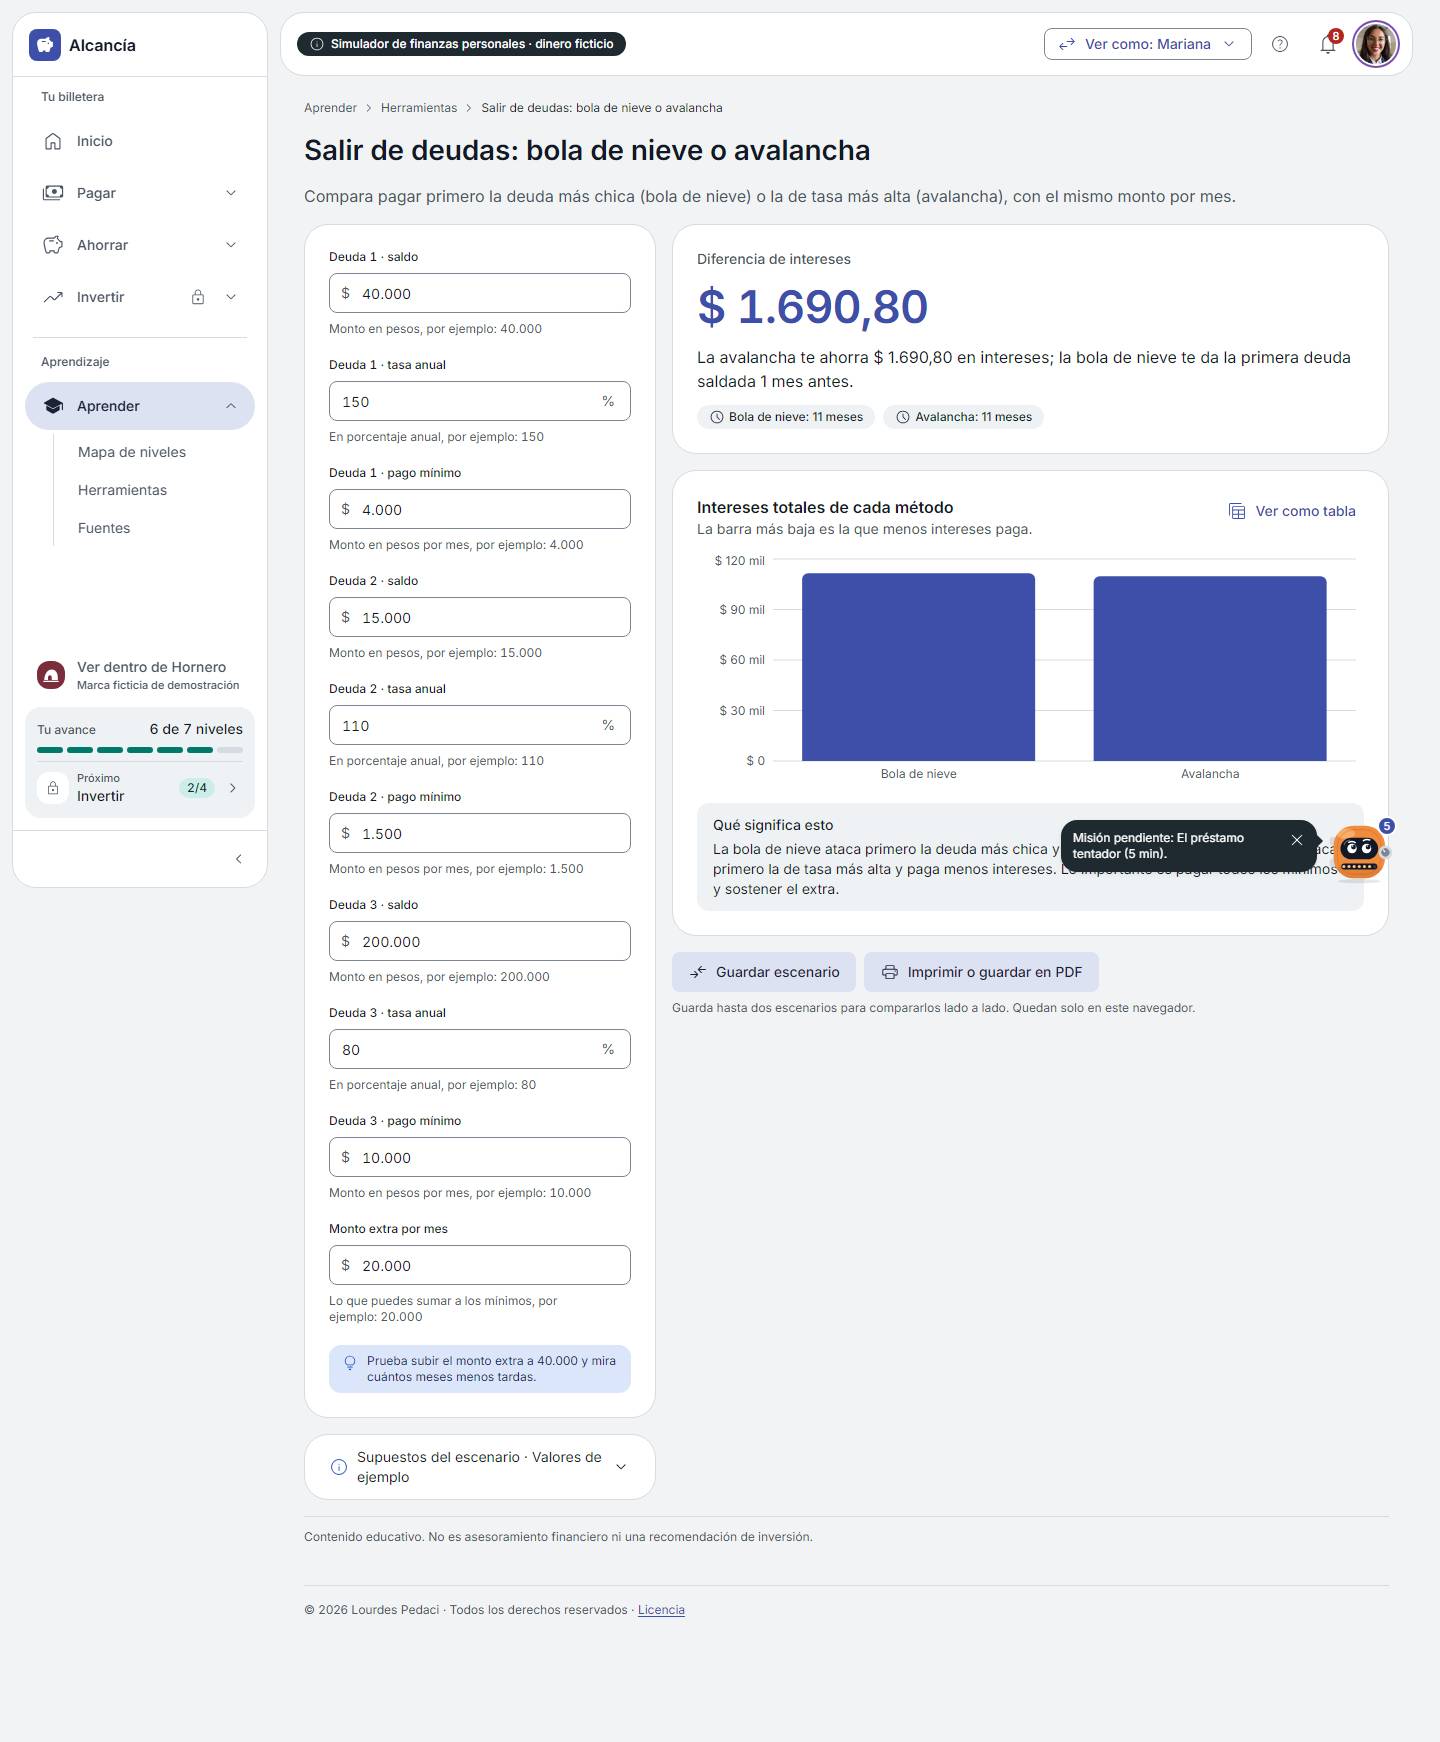 Alcancía
Tu billetera
Inicio
Pagar
Ahorrar
Invertir
Aprendizaje
Aprender
Mapa de niveles
Herramientas
Fuentes
Ver dentro de Hornero
Marca ficticia de demostración
Tu avance
6 de 7 niveles
Próximo
Invertir
2/4
Simulador de finanzas personales · dinero ficticio
Ver como: Mariana
8
Aprender > Herramientas > Salir de deudas: bola de nieve o avalancha
Salir de deudas: bola de nieve o avalancha
Compara pagar primero la deuda más chica (bola de nieve) o la de tasa más alta (avalancha), con el mismo monto por mes.
Deuda 1 · saldo
$ 40.000
Monto en pesos, por ejemplo: 40.000
Deuda 1 · tasa anual
150 %
En porcentaje anual, por ejemplo: 150
Deuda 1 · pago mínimo
$ 4.000
Monto en pesos por mes, por ejemplo: 4.000
Deuda 2 · saldo
$ 15.000
Monto en pesos, por ejemplo: 15.000
Deuda 2 · tasa anual
110 %
En porcentaje anual, por ejemplo: 110
Deuda 2 · pago mínimo
$ 1.500
Monto en pesos por mes, por ejemplo: 1.500
Deuda 3 · saldo
$ 200.000
Monto en pesos, por ejemplo: 200.000
Deuda 3 · tasa anual
80 %
En porcentaje anual, por ejemplo: 80
Deuda 3 · pago mínimo
$ 10.000
Monto en pesos por mes, por ejemplo: 10.000
Monto extra por mes
$ 20.000
Lo que puedes sumar a los mínimos, por
ejemplo: 20.000
Prueba subir el monto extra a 40.000 y mira
cuántos meses menos tardas.
Supuestos del escenario · Valores de
ejemplo
Diferencia de intereses
$ 1.690,80
La avalancha te ahorra $ 1.690,80 en intereses; la bola de nieve te da la primera deuda
saldada 1 mes antes.
Bola de nieve: 11 meses
Avalancha: 11 meses
Intereses totales de cada método
Ver como tabla
La barra más baja es la que menos intereses paga.
$ 120 mil
$ 90 mil
$ 60 mil
$ 30 mil
$ 0
Bola de nieve
Avalancha
Qué significa esto
La bola de nieve ataca primero la deuda más chica y
primero la de tasa más alta y paga menos intereses.
y sostener el extra.
Misión pendiente: El préstamo
tentador (5 min).
5
Guardar escenario
Imprimir o guardar en PDF
Guarda hasta dos escenarios para compararlos lado a lado. Quedan solo en este navegador.
Contenido educativo. No es asesoramiento financiero ni una recomendación de inversión.
© 2026 Lourdes Pedaci · Todos los derechos reservados · Licencia